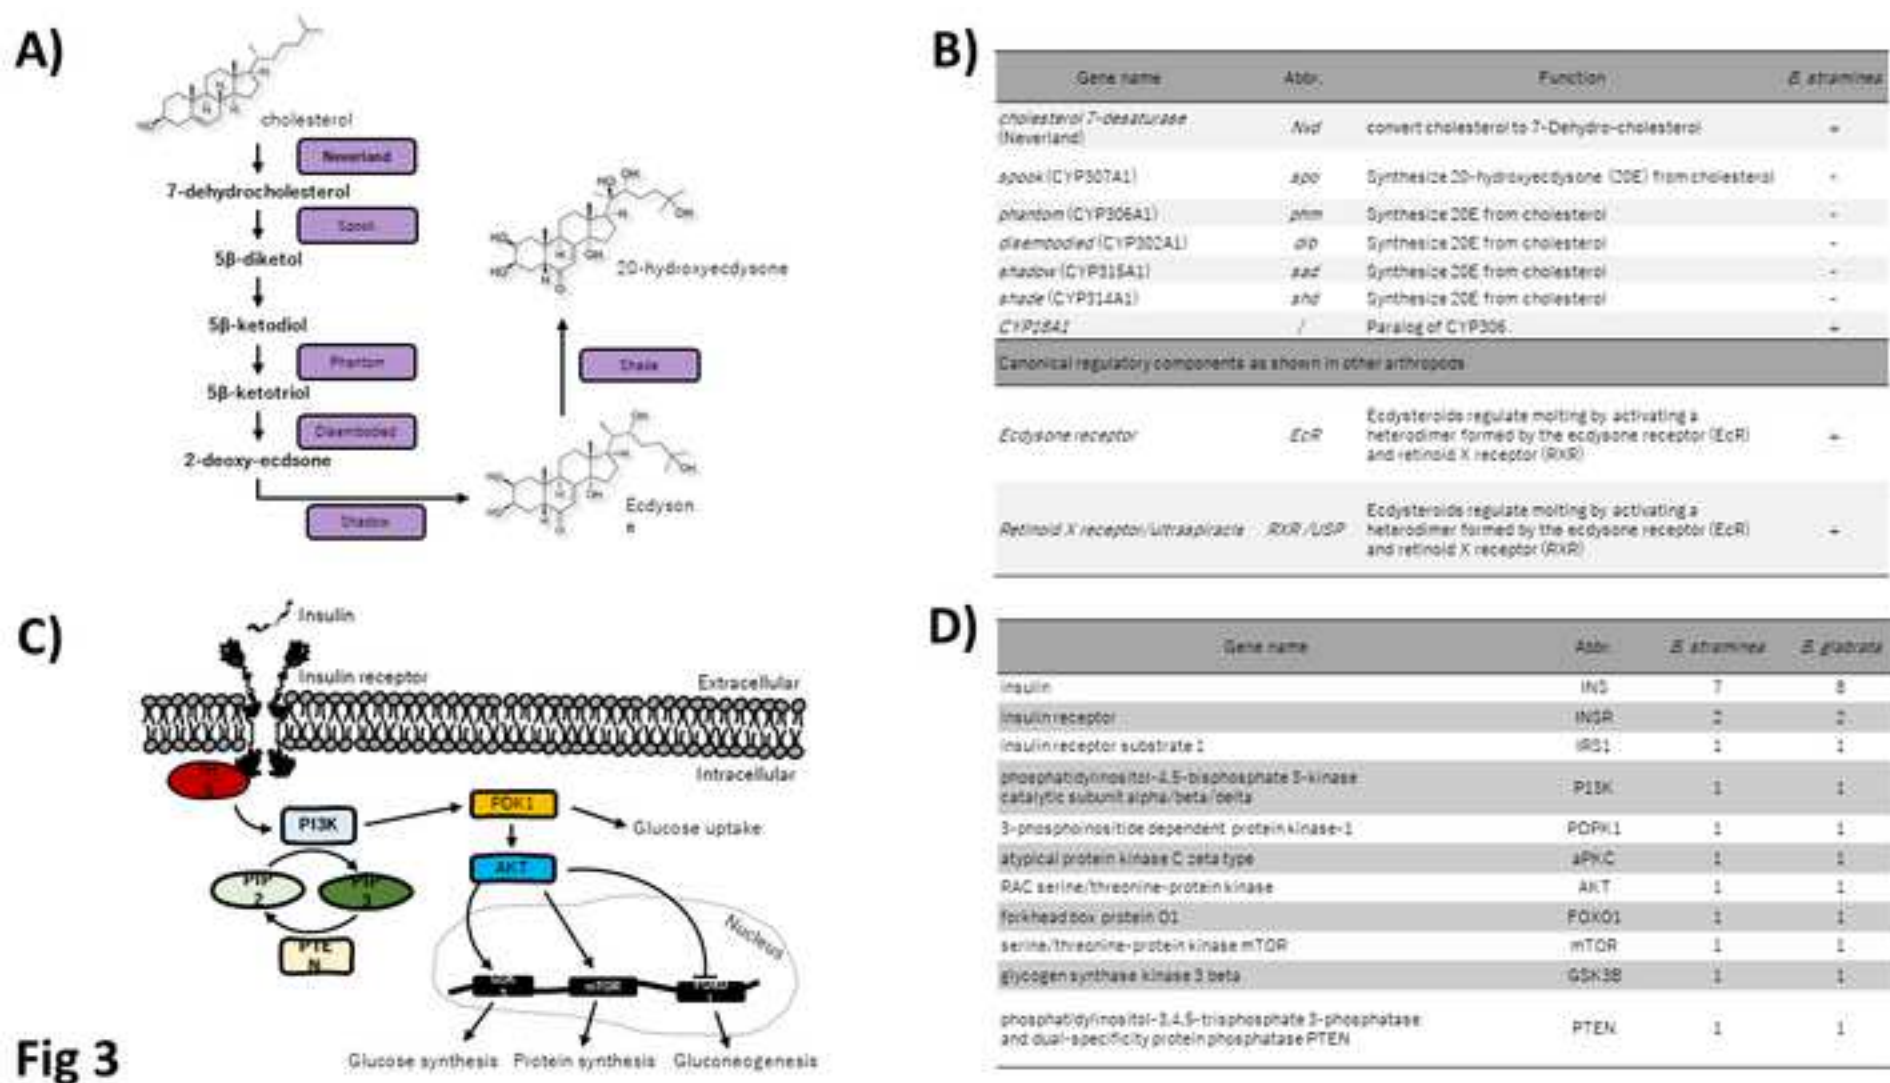 A)
cholesterol
Neverland
7-dehydrocholesterol
Spook
5β-diketol
5β-ketodiol
Phantom
5β-ketotriol
Disembodied
2-deoxy-ecdsone
Shadow
Ecdyson
e
Shade
20-hydroxyecdysone
B)
Gene name Abbr. Function B. straminea
cholesterol 7-desaturase
(Neverland) Nvd convert cholesterol to 7-Dehydro-cholesterol +
spook (CYP307A1) spo Synthesize 20-hydroxyecdysone (20E) from cholesterol -
phantom (CYP306A1) phm Synthesize 20E from cholesterol -
disembodied (CYP302A1) dib Synthesize 20E from cholesterol -
shadow (CYP315A1) sad Synthesize 20E from cholesterol -
shade (CYP314A1) shd Synthesize 20E from cholesterol -
CYP18A1 / Paralog of CYP306 +
Canonical regulatory components as shown in other arthropods
Ecdysteroids regulate molting by activating a
Ecdysone receptor EcR heterodimer formed by the ecdysone receptor (EcR) +
and retinoid X receptor (RXR)
Ecdysteroids regulate molting by activating a
Retinoid X receptor/ultraspiracle RXR /USP heterodimer formed by the ecdysone receptor (EcR) +
and retinoid X receptor (RXR)
C)
Insulin
Insulin receptor
Extracellular
Intracellular
PI3K
PDK1
Glucose uptake
AKT
PIP
2
PIP
3
PTE
N
Nucleus
mTOR
Glucose synthesis Protein synthesis Gluconeogenesis
D)
Gene name Abbr. B. straminea B. glabrata
insulin INS 7 8
insulin receptor INSR 2 2
insulin receptor substrate 1 IRS1 1 1
phosphatidylinositol-4,5-bisphosphate 3-kinase
catalytic subunit alpha/beta/delta P13K 1 1
3-phosphoinositide dependent protein kinase-1 PDPK1 1 1
atypical protein kinase C zeta type aPKC 1 1
RAC serine/threonine-protein kinase AKT 1 1
forkhead box protein O1 FOXO1 1 1
serine/threonine-protein kinase mTOR mTOR 1 1
glycogen synthase kinase 3 beta GSK3B 1 1
phosphatidylinositol-3,4,5-trisphosphate 3-phosphatase
and dual-specificity protein phosphatase PTEN PTEN 1 1
Fig 3